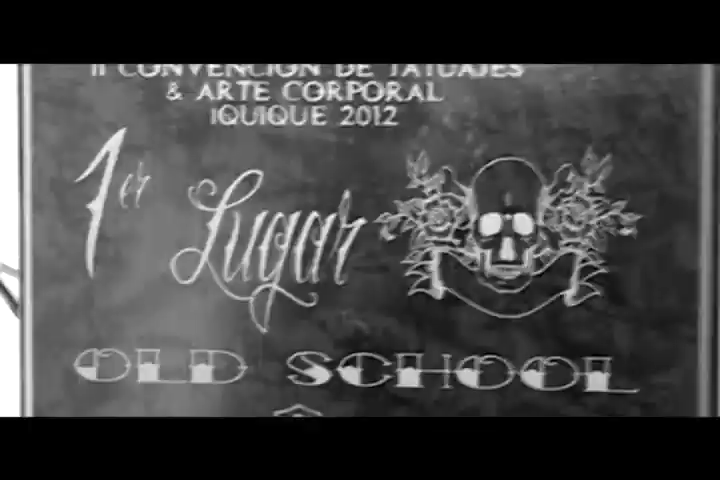 II CONVENCION DE TATUAJES
& ARTE CORPORAL
IQUIQUE 2012
1er Lugar
OLD SCHOOL